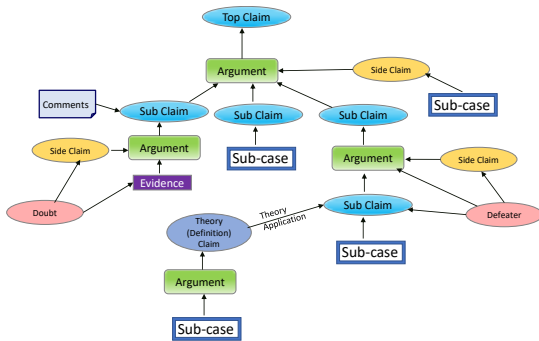 Top Claim
Argument
Side Claim
Comments
Sub Claim
Sub Claim
Sub Claim
Sub-case
Side Claim
Argument
Sub-case
Argument
Side Claim
Evidence
Doubt
Theory
(Definition)
Claim
Theory
Application
Sub Claim
Defeater
Sub-case
Argument
Sub-case